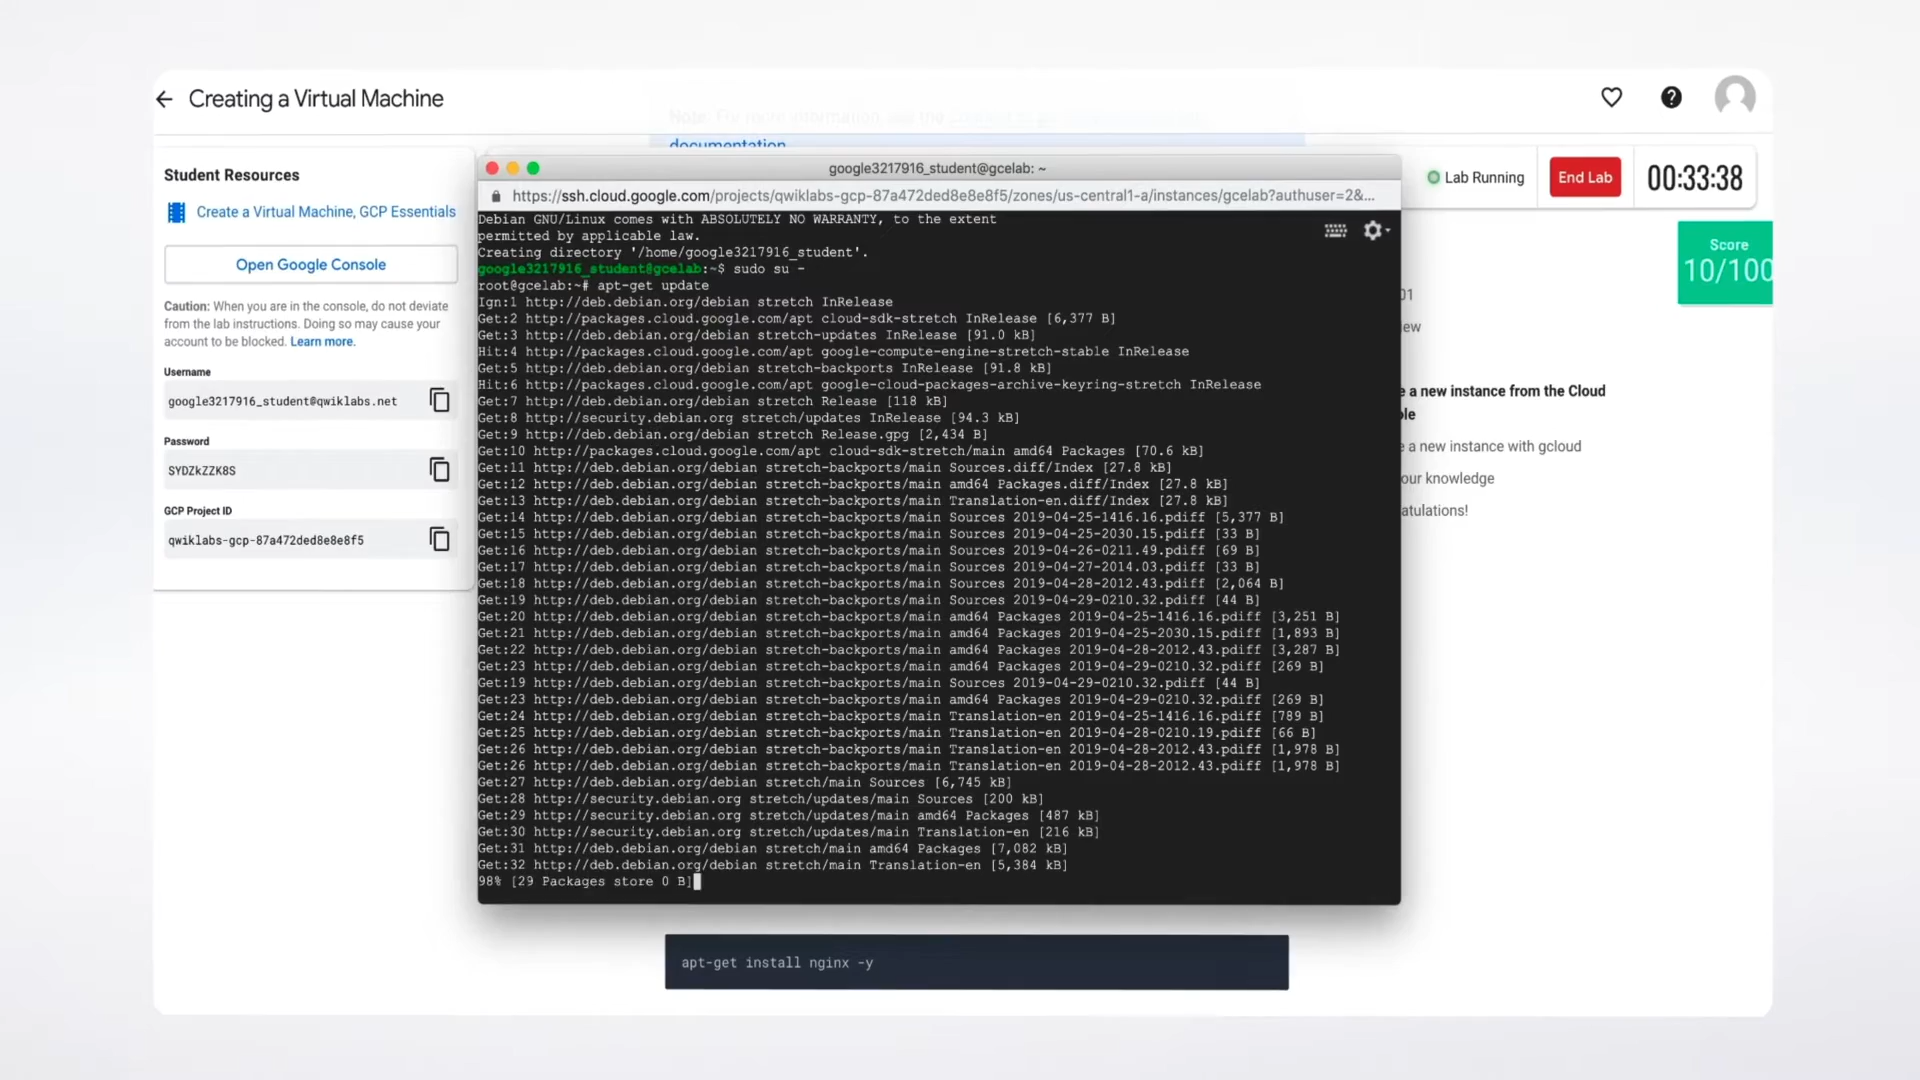 Creating a Virtual Machine
documentation
Student Resources
Create a Virtual Machine, GCP Essentials
Open Google Console
Caution: When you are in the console, do not deviate
from the lab instructions. Doing so may cause your
account to be blocked. Learn more.
Username
google3217916_student@qwiklabs.net
Password
SYDZkZZK8S
GCP Project ID
qwiklabs-gcp-87a472ded8e8e8f5
google3217916_student@gcelab: ~
https://ssh.cloud.google.com/projects/qwiklabs-gcp-87a472ded8e8e8f5/zones/us-central1-a/instances/gcelab?authuser=2&...
Debian GNU/Linux comes with ABSOLUTELY NO WARRANTY, to the extent
permitted by applicable law.
Creating directory '/home/google3217916_student'.
google3217916_student@gcelab:~$ sudo su -
root@gcelab:~# apt-get update
Ign:1 http://deb.debian.org/debian stretch InRelease
Get:2 http://packages.cloud.google.com/apt cloud-sdk-stretch InRelease [6,377 B]
Get:3 http://deb.debian.org/debian stretch-updates InRelease [91.0 kB]
Hit:4 http://packages.cloud.google.com/apt google-compute-engine-stretch-stable InRelease
Get:5 http://deb.debian.org/debian stretch-backports InRelease [91.8 kB]
Hit:6 http://packages.cloud.google.com/apt google-cloud-packages-archive-keyring-stretch InRelease
Get:7 http://deb.debian.org/debian stretch Release [118 kB]
Get:8 http://security.debian.org stretch/updates InRelease [94.3 kB]
Get:9 http://deb.debian.org/debian stretch Release.gpg [2,434 B]
Get:10 http://packages.cloud.google.com/apt cloud-sdk-stretch/main amd64 Packages [70.6 kB]
Get:11 http://deb.debian.org/debian stretch-backports/main Sources.diff/Index [27.8 kB]
Get:12 http://deb.debian.org/debian stretch-backports/main amd64 Packages.diff/Index [27.8 kB]
Get:13 http://deb.debian.org/debian stretch-backports/main Translation-en.diff/Index [27.8 kB]
Get:14 http://deb.debian.org/debian stretch-backports/main Sources 2019-04-25-1416.16.pdiff [5,377 B]
Get:15 http://deb.debian.org/debian stretch-backports/main Sources 2019-04-25-2030.15.pdiff [33 B]
Get:16 http://deb.debian.org/debian stretch-backports/main Sources 2019-04-26-0211.49.pdiff [69 B]
Get:17 http://deb.debian.org/debian stretch-backports/main Sources 2019-04-27-2014.03.pdiff [33 B]
Get:18 http://deb.debian.org/debian stretch-backports/main Sources 2019-04-28-2012.43.pdiff [2,064 B]
Get:19 http://deb.debian.org/debian stretch-backports/main Sources 2019-04-29-0210.32.pdiff [44 B]
Get:20 http://deb.debian.org/debian stretch-backports/main amd64 Packages 2019-04-25-1416.16.pdiff [3,251 B]
Get:21 http://deb.debian.org/debian stretch-backports/main amd64 Packages 2019-04-25-2030.15.pdiff [1,893 B]
Get:22 http://deb.debian.org/debian stretch-backports/main amd64 Packages 2019-04-28-2012.43.pdiff [3,287 B]
Get:23 http://deb.debian.org/debian stretch-backports/main amd64 Packages 2019-04-29-0210.32.pdiff [269 B]
Get:19 http://deb.debian.org/debian stretch-backports/main Sources 2019-04-29-0210.32.pdiff [44 B]
Get:23 http://deb.debian.org/debian stretch-backports/main amd64 Packages 2019-04-29-0210.32.pdiff [269 B]
Get:24 http://deb.debian.org/debian stretch-backports/main Translation-en 2019-04-25-1416.16.pdiff [789 B]
Get:25 http://deb.debian.org/debian stretch-backports/main Translation-en 2019-04-28-0210.19.pdiff [66 B]
Get:26 http://deb.debian.org/debian stretch-backports/main Translation-en 2019-04-28-2012.43.pdiff [1,978 B]
Get:26 http://deb.debian.org/debian stretch-backports/main Translation-en 2019-04-28-2012.43.pdiff [1,978 B]
Get:27 http://deb.debian.org/debian stretch/main Sources [6,745 kB]
Get:28 http://security.debian.org stretch/updates/main Sources [200 kB]
Get:29 http://security.debian.org stretch/updates/main amd64 Packages [487 kB]
Get:30 http://security.debian.org stretch/updates/main Translation-en [216 kB]
Get:31 http://deb.debian.org/debian stretch/main amd64 Packages [7,082 kB]
Get:32 http://deb.debian.org/debian stretch/main Translation-en [5,384 kB]
98% [29 Packages store 0 B]
apt-get install nginx -y
Lab Running
End Lab
00:33:38
Score
10/100
01
iew
e a new instance from the Cloud
le
e a new instance with gcloud
our knowledge
atulations!